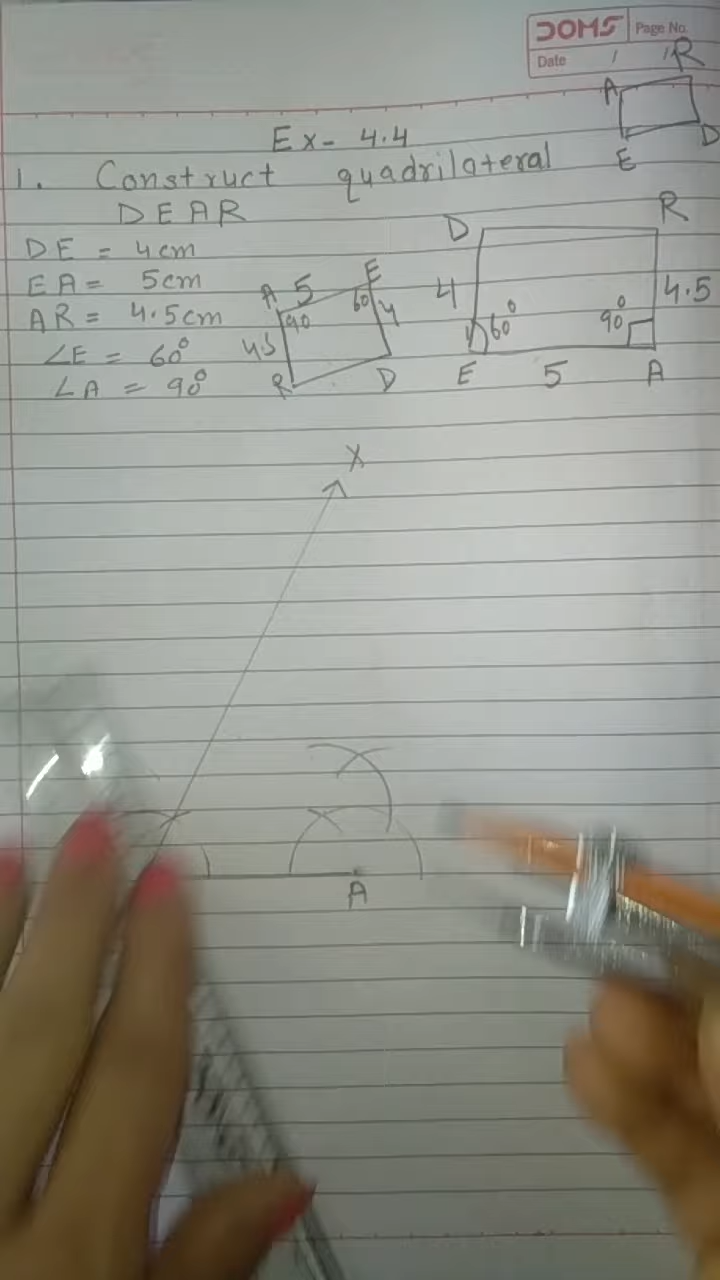 DOMS Page No.
Date / /
R
A
D
E
Ex- 4.4
1. Construct quadrilateral
DEAR
DE = 4cm
EA = 5cm
AR = 4.5cm
∠E = 60°
∠A = 90°
A 5 E
90 60 4
4.5
R D
D R
4 4.5
60° 90°
E 5 A
X
A